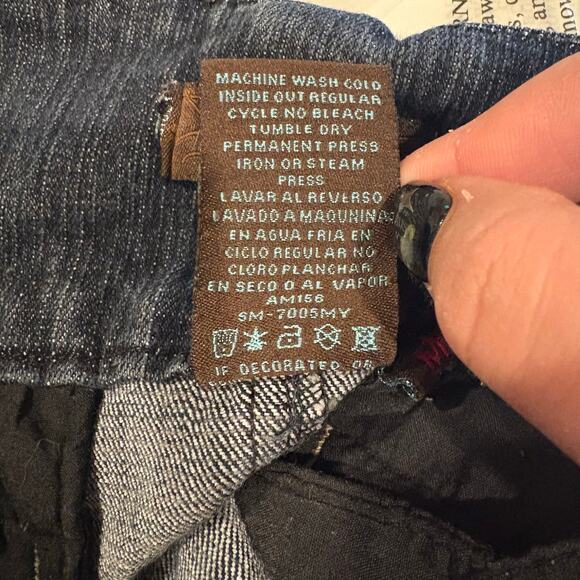 MACHINE WASH COLD
INSIDE OUT REGULAR
CYCLE NO BLEACH
TUMBLE DRY
PERMANENT PRESS
IRON OR STEAM
PRESS
LAVAR AL REVERSO
LAVADO A MAQUNINA
EN AGUA FRIA EN
CICLO REGULAR NO
CLORO PLANCHAR
EN SECO O AL VAPOR
AM156
SM-7005MY
IF DECORATED OR